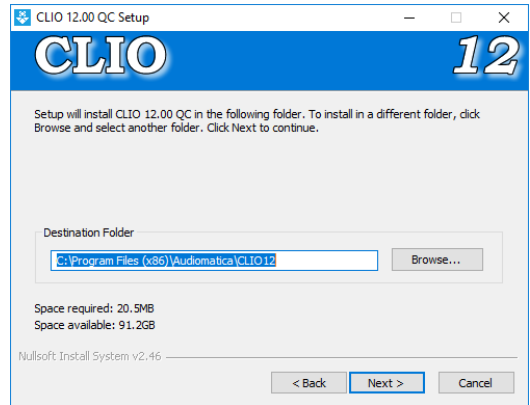 CLIO 12.00 QC Setup
CLIO 12
Setup will install CLIO 12.00 QC in the following folder. To install in a different folder, click
Browse and select another folder. Click Next to continue.
Destination Folder
C:\Program Files (x86)\Audiomatica\CLIO12
Browse...
Space required: 20.5MB
Space available: 91.2GB
Nullsoft Install System v2.46
< Back Next > Cancel